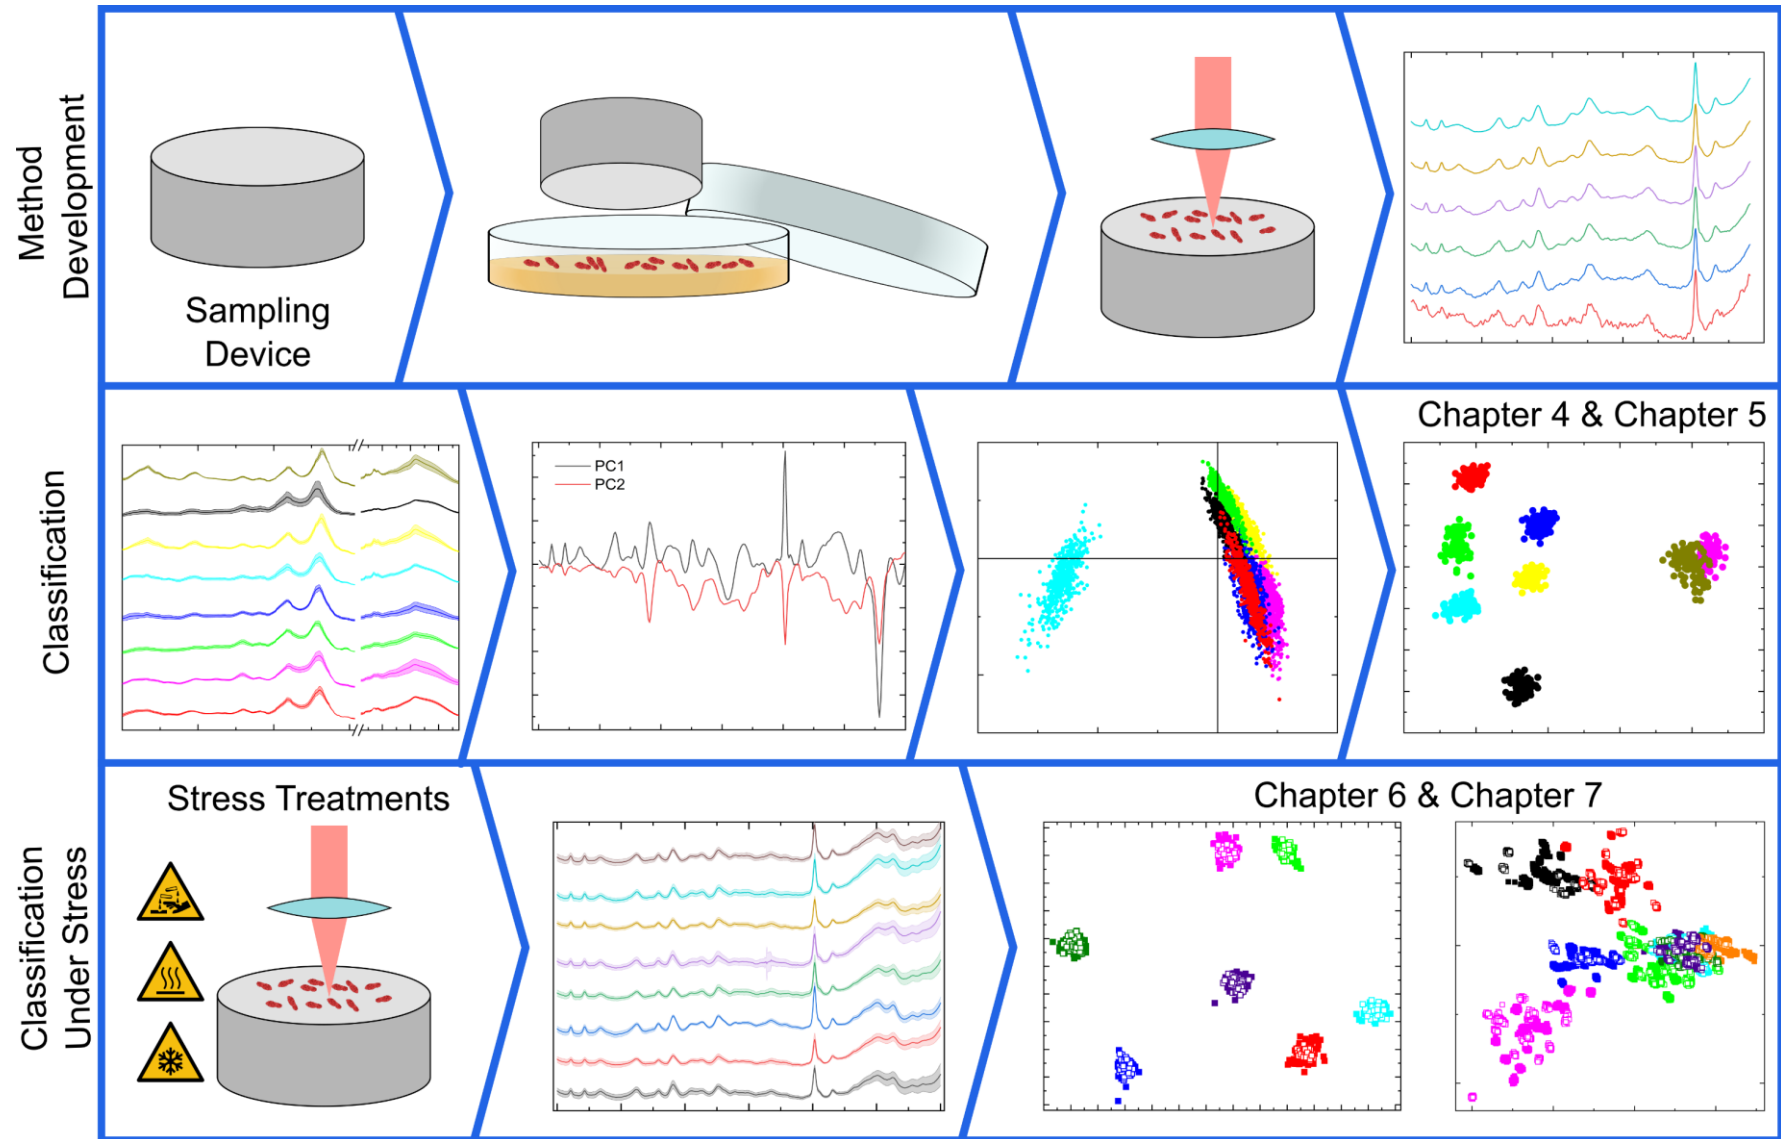 Method
Development
Sampling
Device
Classification
PC1
PC2
Chapter 4 & Chapter 5
Classification
Under Stress
Stress Treatments
Chapter 6 & Chapter 7